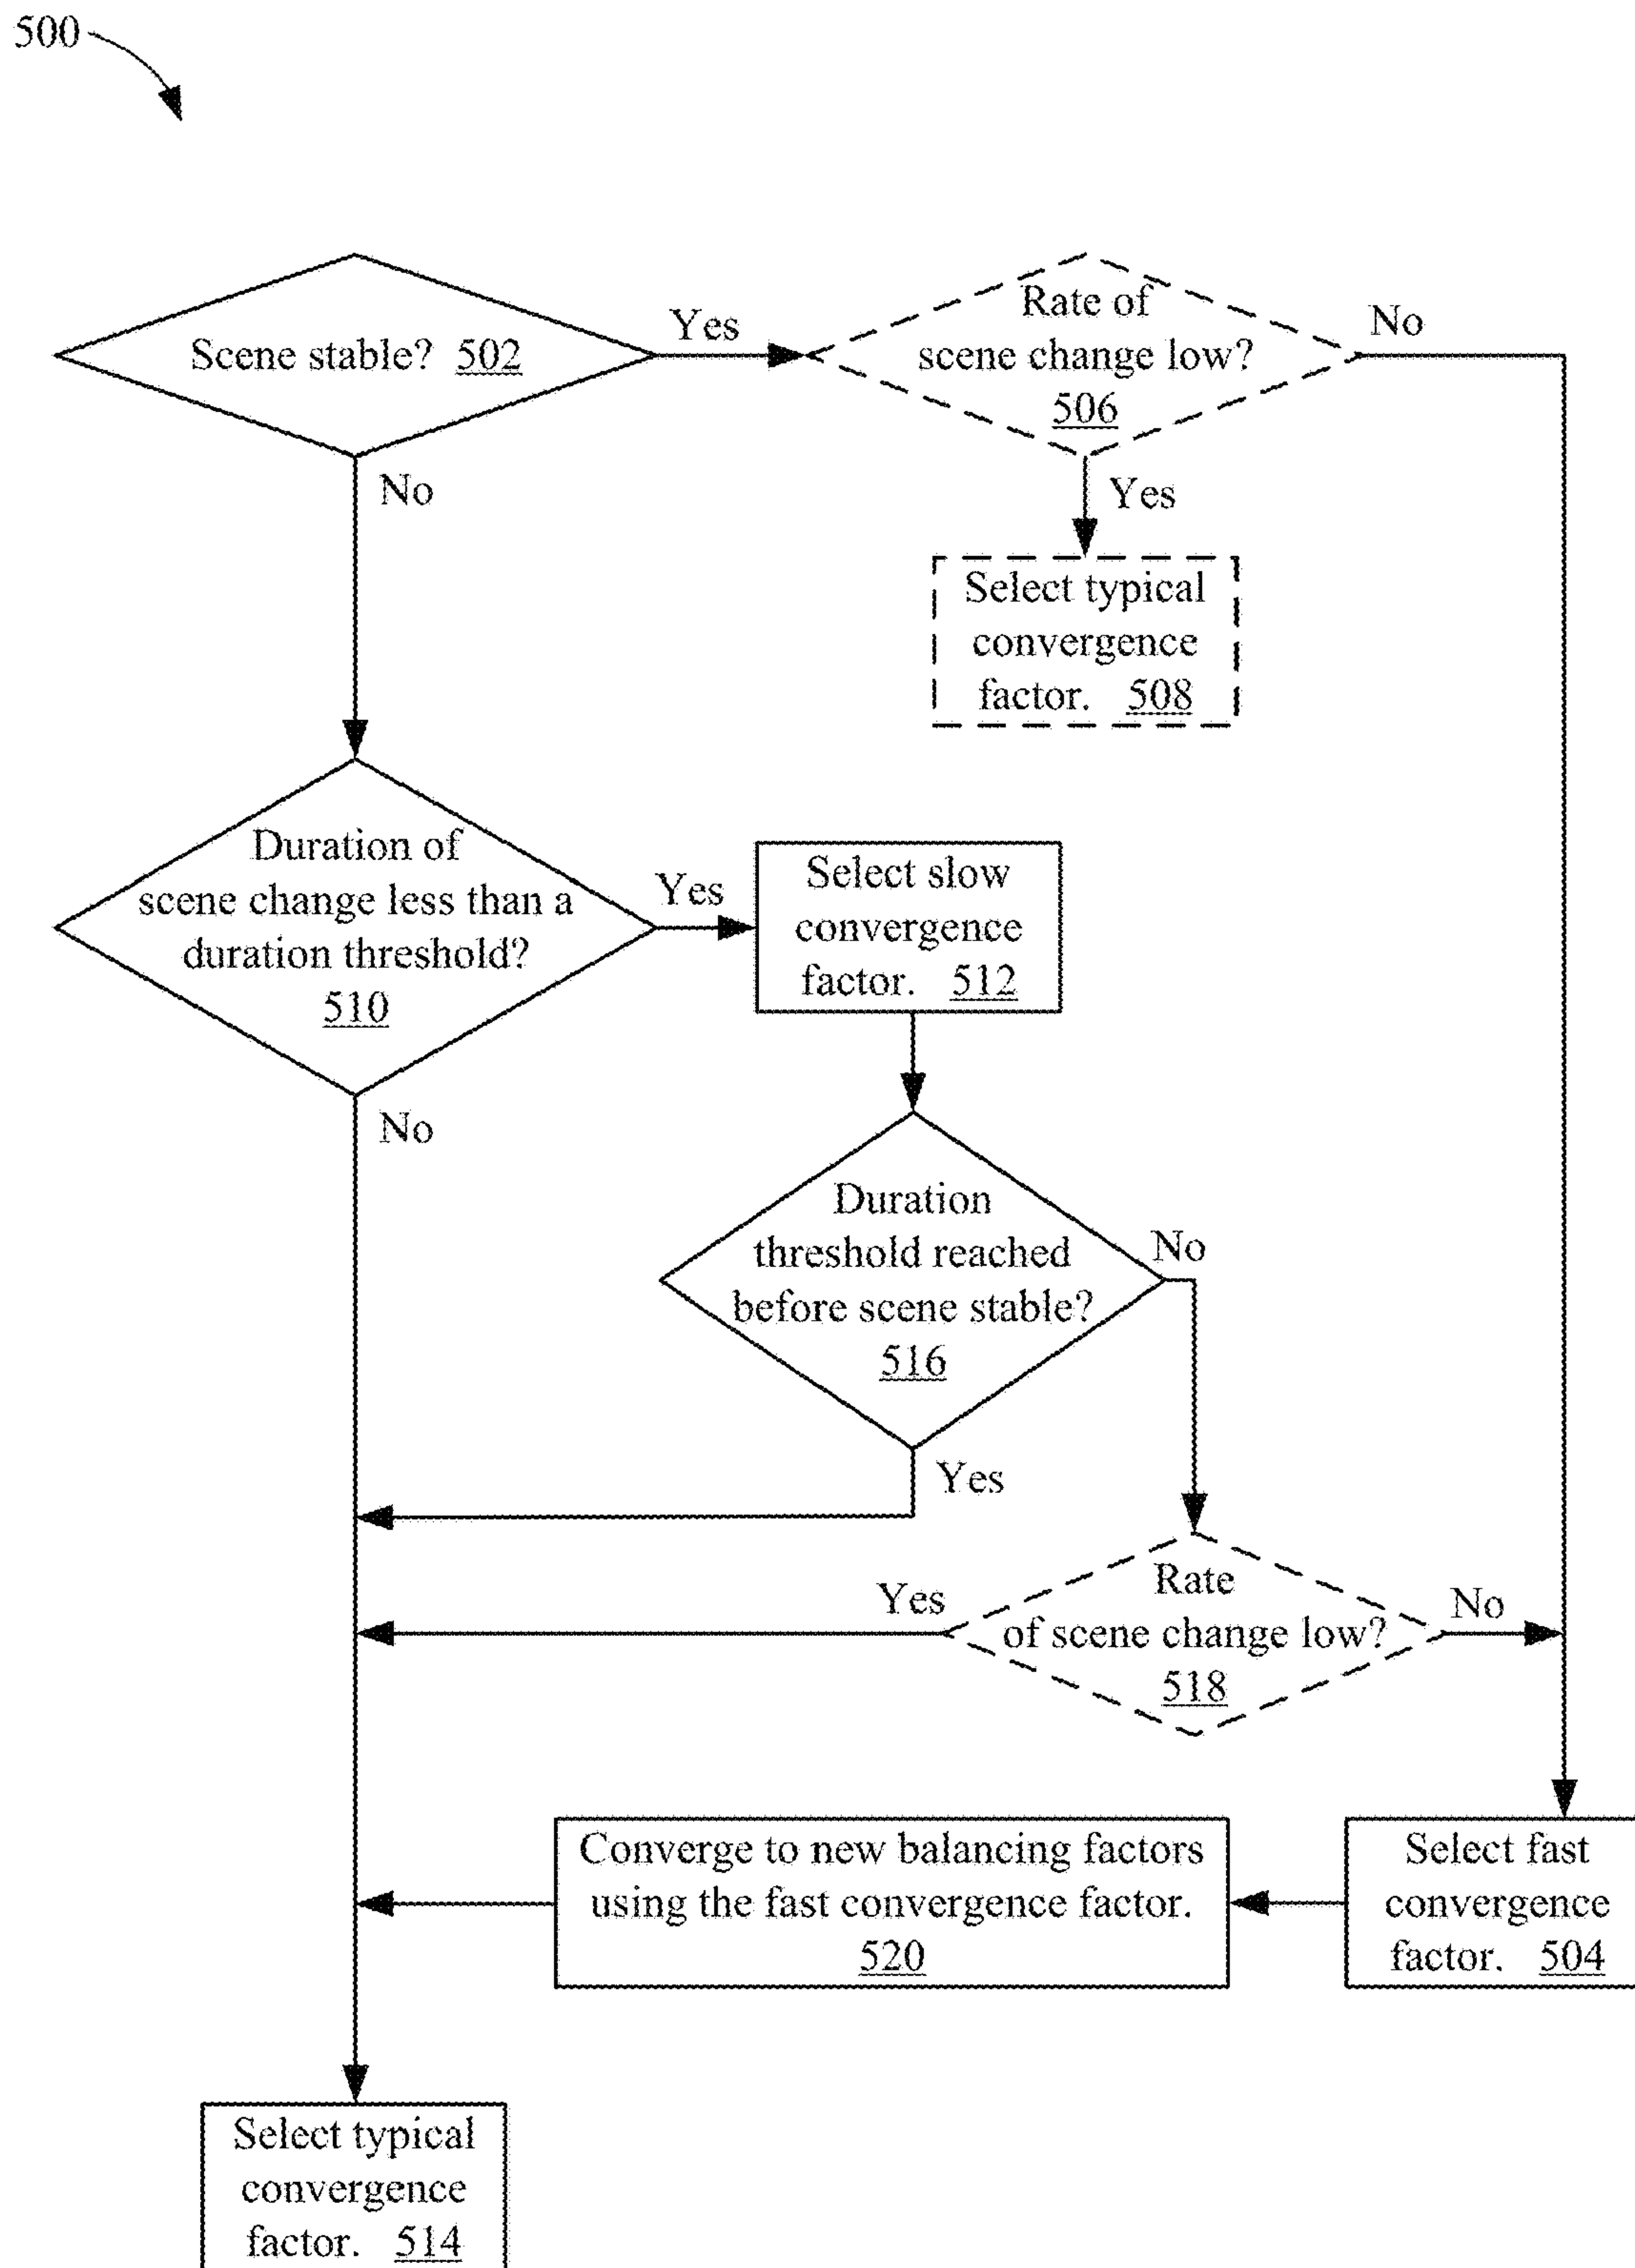 500
Scene stable? 502
Yes
Rate of
scene change low?
506
No
No
Yes
Select typical
convergence
factor. 508
Duration of
scene change less than a
duration threshold?
510
Yes
Select slow
convergence
factor. 512
No
Duration
threshold reached
before scene stable?
516
No
Yes
Rate
of scene change low?
518
Yes
No
Converge to new balancing factors
using the fast convergence factor.
520
Select fast
convergence
factor. 504
Select typical
convergence
factor. 514